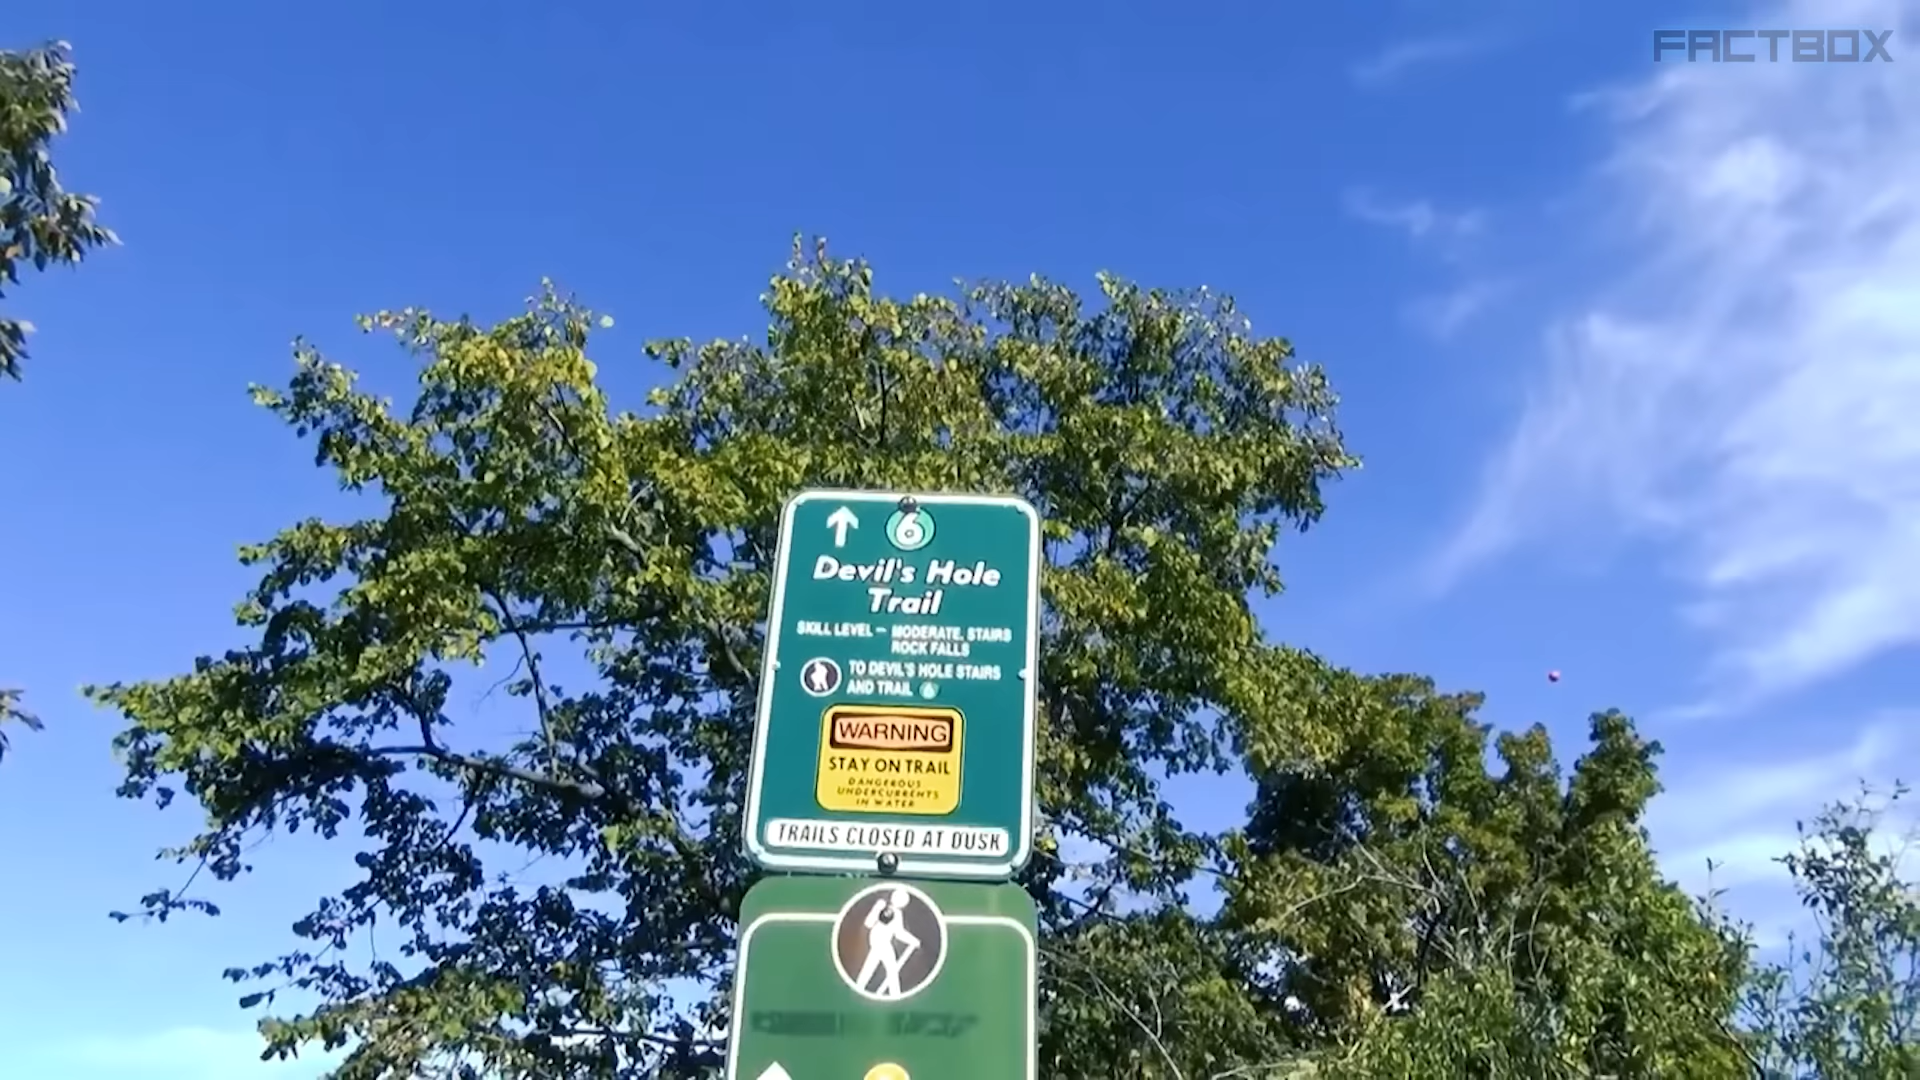 FACTBOX
6
Devil's Hole
Trail
SKILL LEVEL - MODERATE, STAIRS
ROCK FALLS
TO DEVIL'S HOLE STAIRS
AND TRAIL
WARNING
STAY ON TRAIL
DANGEROUS
UNDERCURRENTS
IN WATER
TRAILS CLOSED AT DUSK